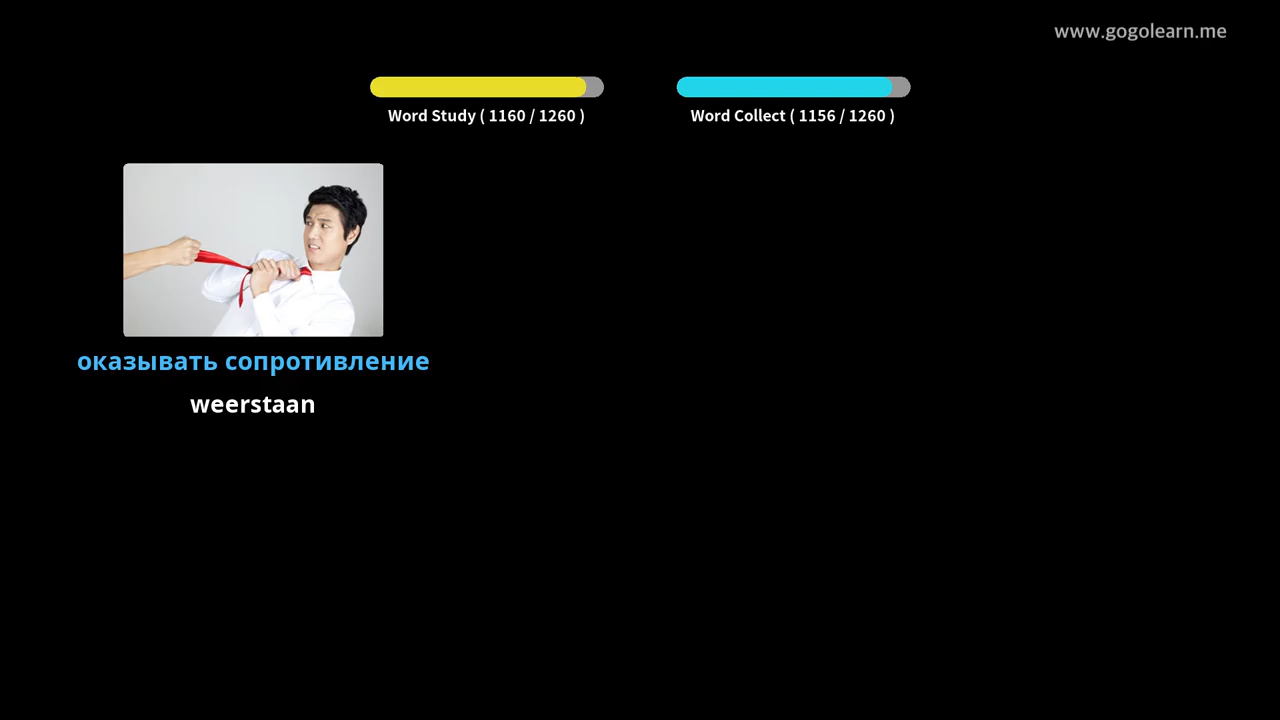 www.gogolearn.me
Word Study ( 1160 / 1260 )
Word Collect ( 1156 / 1260 )
оказывать сопротивление
weerstaan